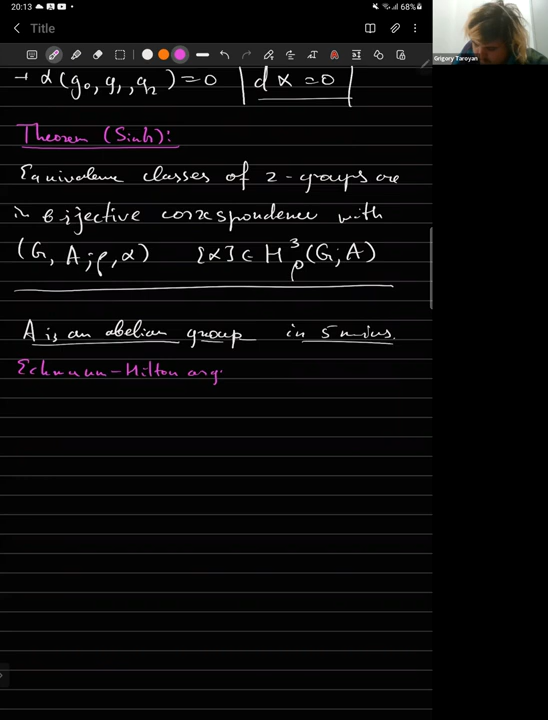 20:13
68%
Title
Grigory Taroyan
+ α(g₀, g₁, g₂) = 0 | dα = 0 |
Theorem (Sinh):
Equivalence classes of 2-groups are
in bijective correspondence with
(G, A; ρ, α) [α] ∈ H³ρ(G; A)
A is an abelian group in 5 mins.
Eckmann-Hilton arg.